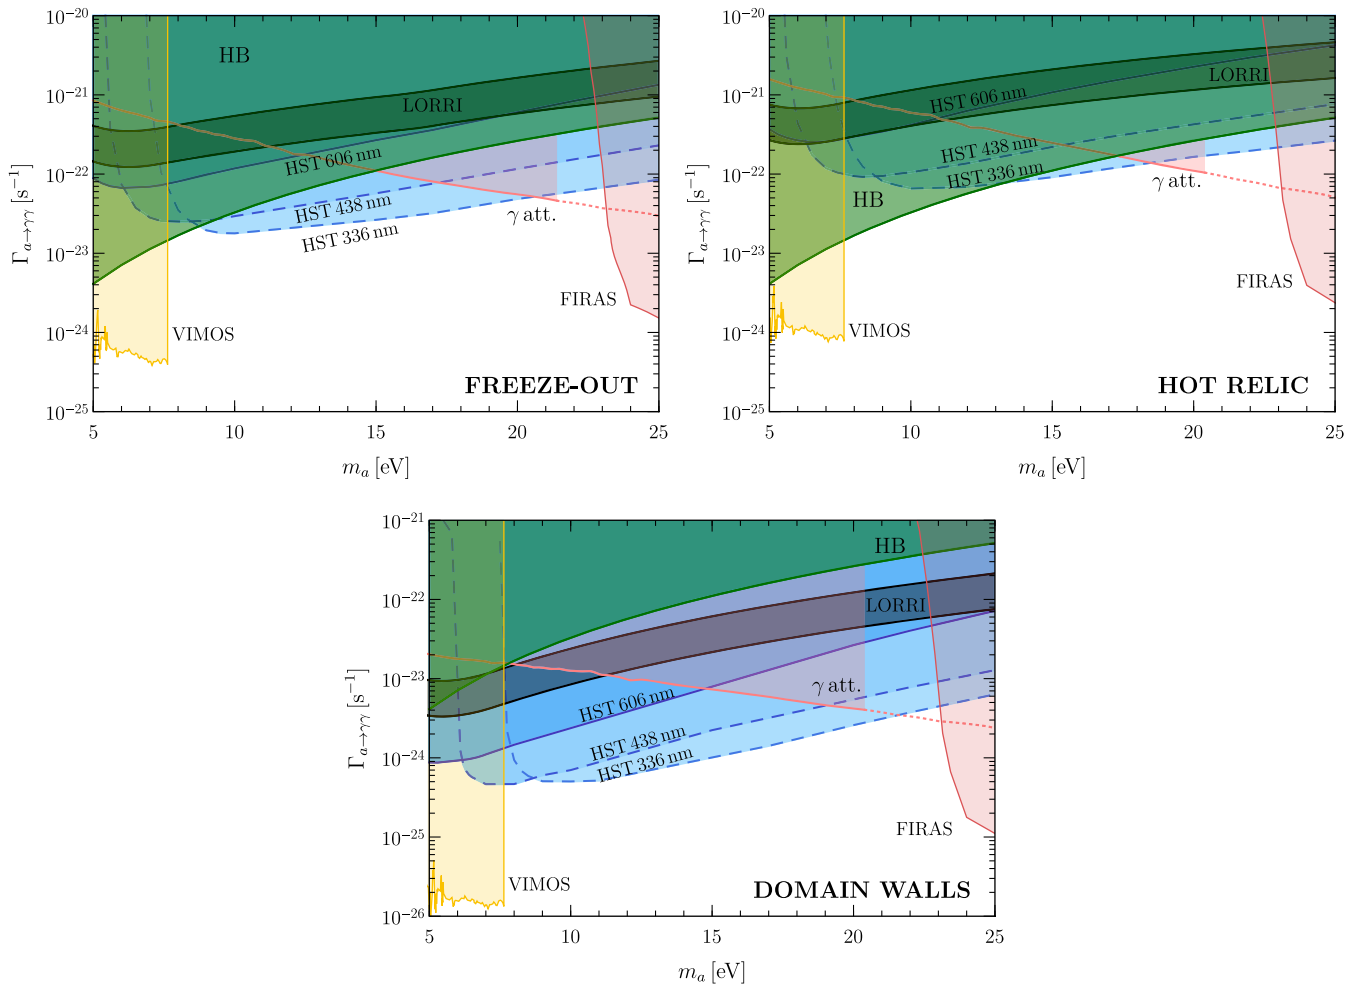 10⁻²⁰
10⁻²¹
10⁻²²
10⁻²³
10⁻²⁴
10⁻²⁵
Γ_{a→γγ} [s⁻¹]
HB
LORRI
HST 606 nm
HST 438 nm
HST 336 nm
γ att.
FIRAS
VIMOS
FREEZE-OUT
5 10 15 20 25
m_a [eV]
10⁻²⁰
10⁻²¹
10⁻²²
10⁻²³
10⁻²⁴
10⁻²⁵
Γ_{a→γγ} [s⁻¹]
LORRI
HST 606 nm
HST 438 nm
HST 336 nm
γ att.
HB
FIRAS
VIMOS
HOT RELIC
5 10 15 20 25
m_a [eV]
10⁻²¹
10⁻²²
10⁻²³
10⁻²⁴
10⁻²⁵
10⁻²⁶
Γ_{a→γγ} [s⁻¹]
HB
LORRI
γ att.
HST 606 nm
HST 438 nm
HST 336 nm
FIRAS
VIMOS
DOMAIN WALLS
5 10 15 20 25
m_a [eV]